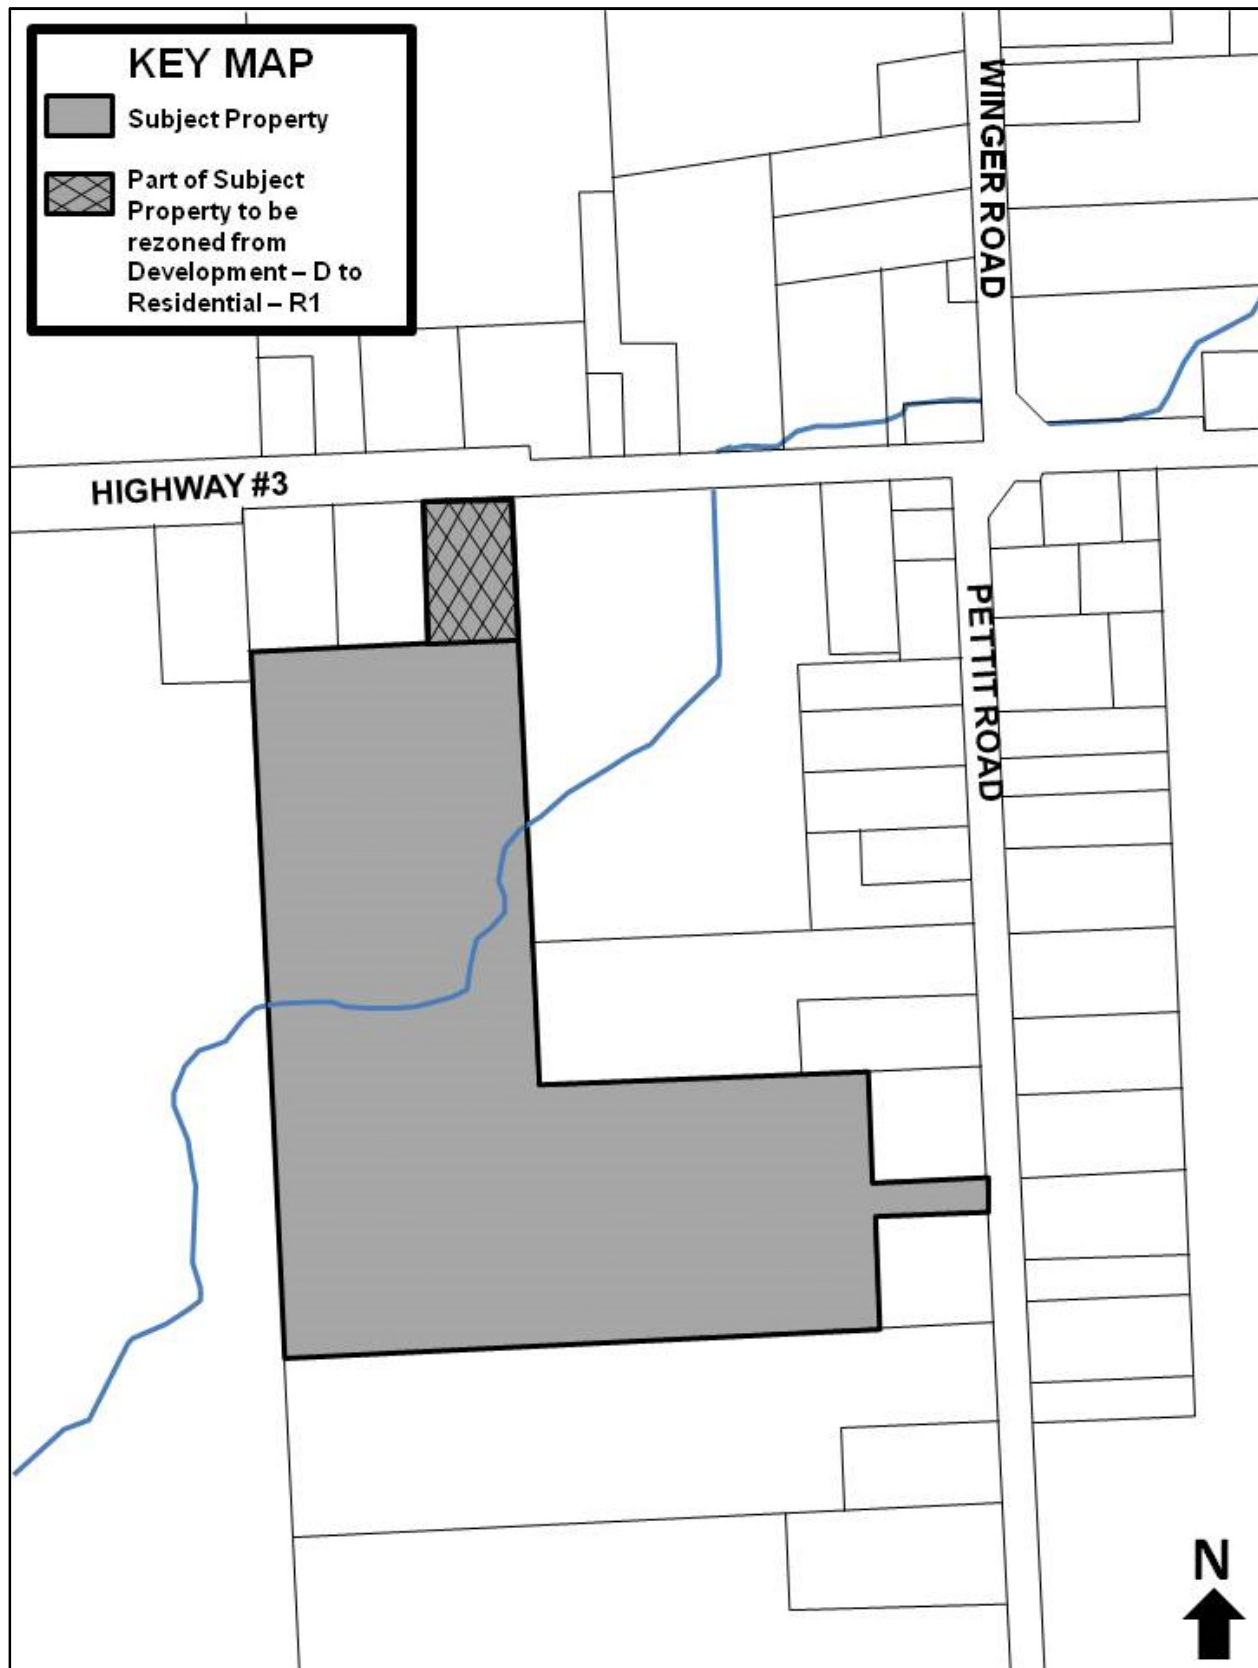 KEY MAP
Subject Property
Part of Subject
Property to be
rezoned from
Development – D to
Residential – R1
WINGER ROAD
HIGHWAY #3
PETTIT ROAD
N